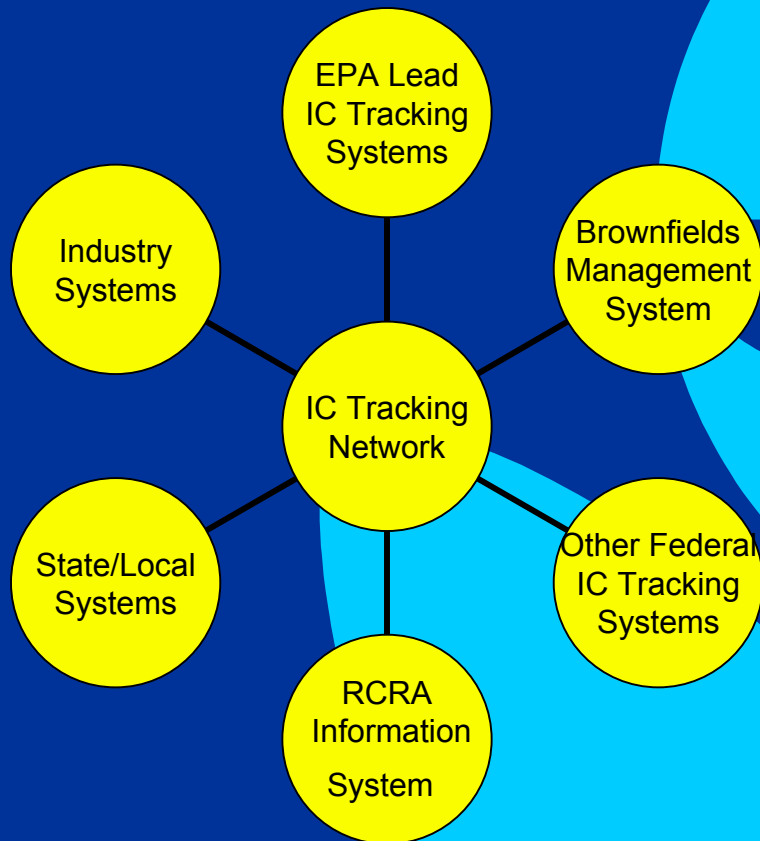 EPA Lead
IC Tracking
Systems
Industry
Systems
Brownfields
Management
System
IC Tracking
Network
State/Local
Systems
Other Federal
IC Tracking
Systems
RCRA
Information
System